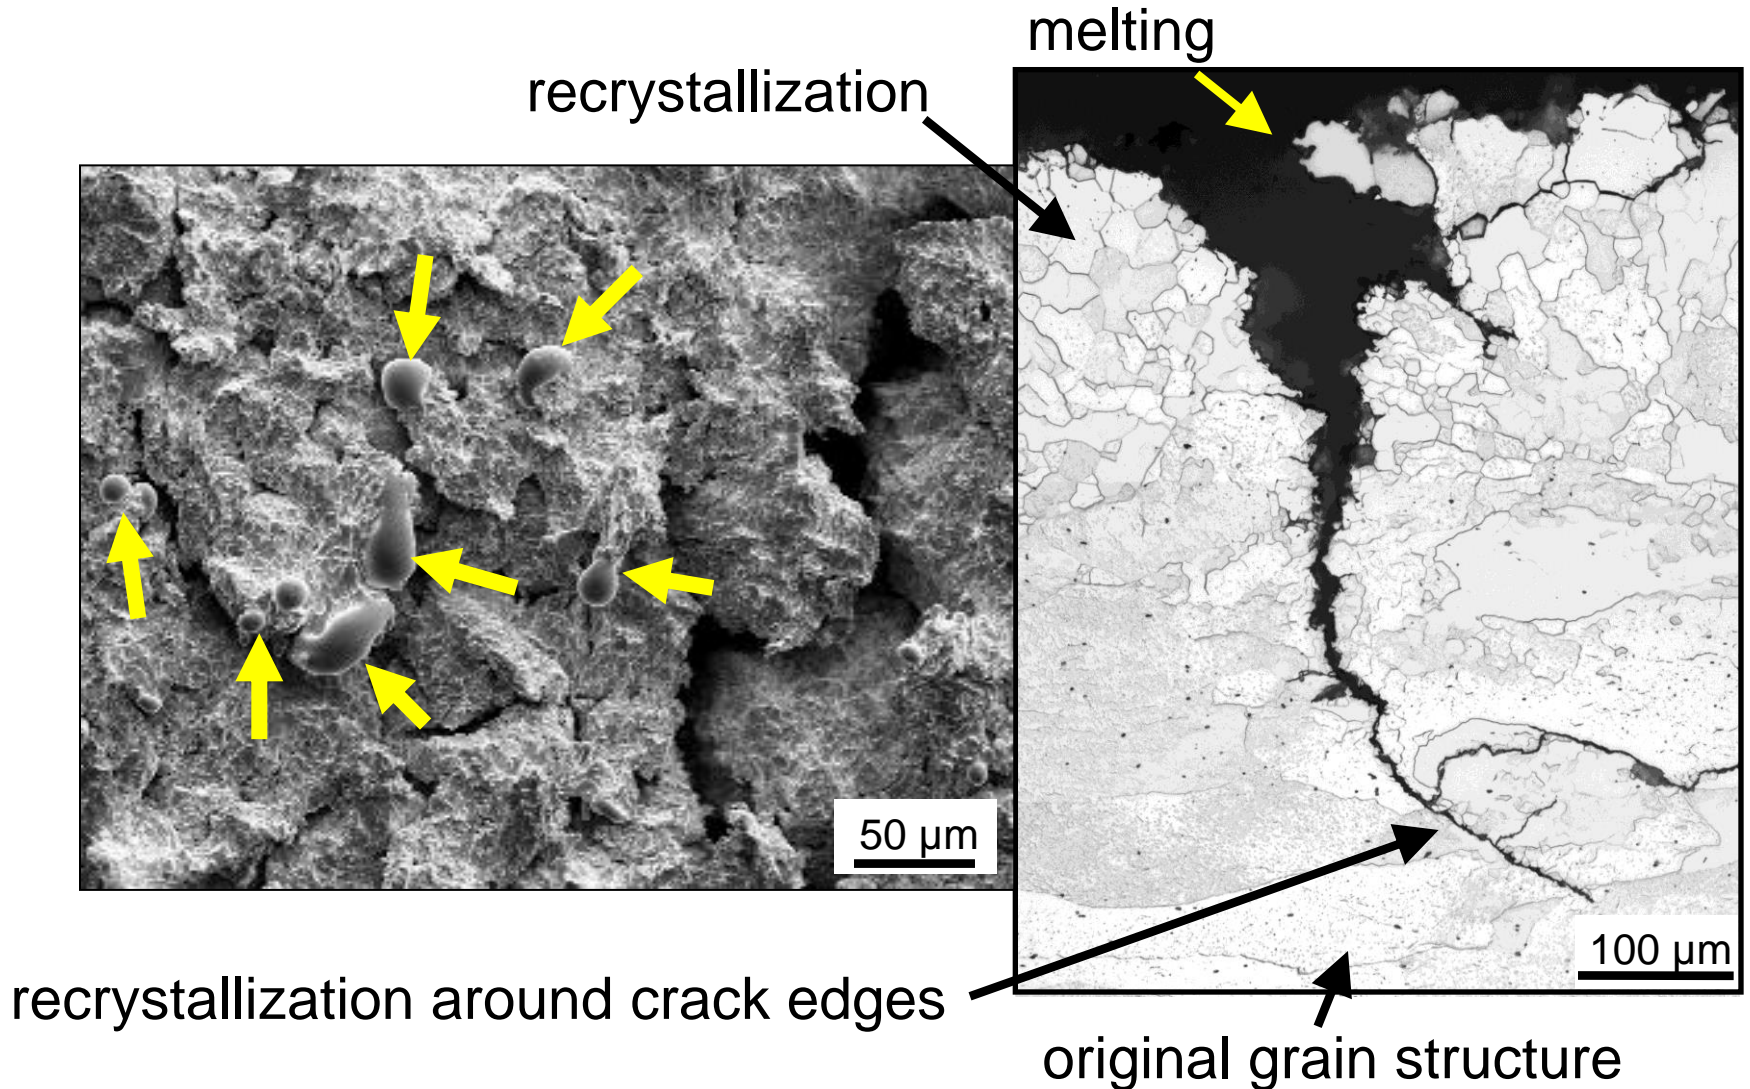 melting
recrystallization
50 µm
100 µm
recrystallization around crack edges
original grain structure